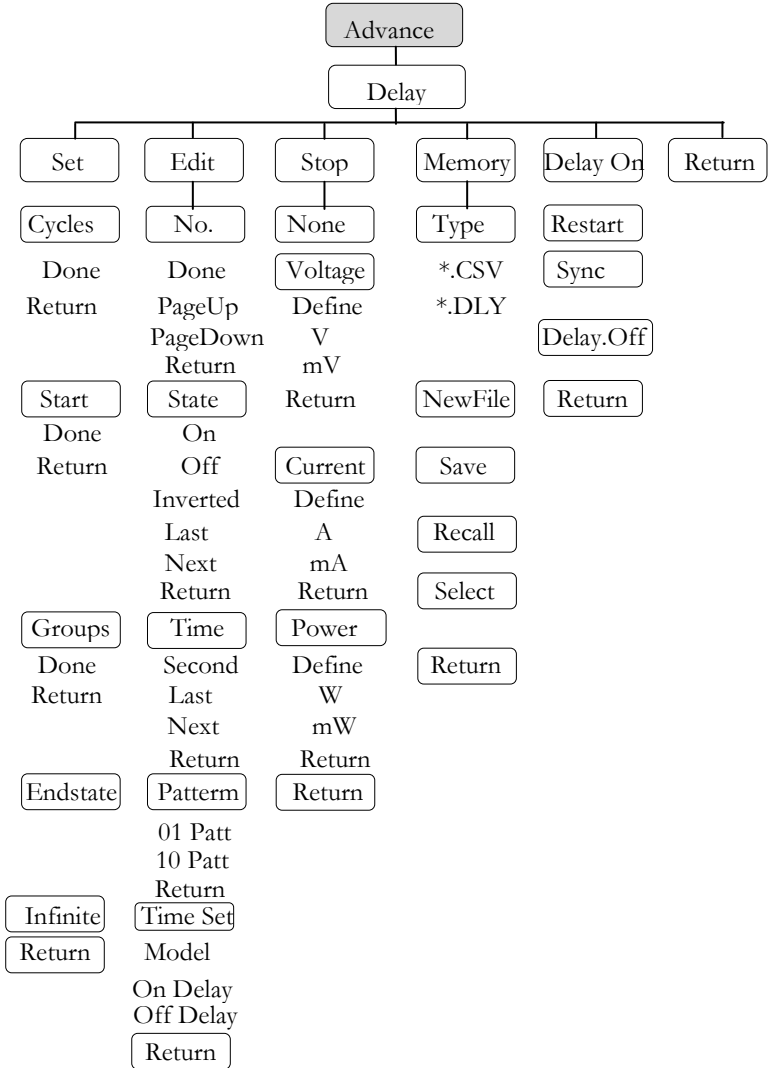 Advance
Delay
Set Edit Stop Memory Delay On Return
Cycles No. None Type Restart
Done Done Voltage *.CSV Sync
Return PageUp Define *.DLY
PageDown V Delay.Off
Return mV
Start State Return NewFile Return
Done On
Return Off Current Save
Inverted Define
Last A Recall
Next mA
Return Return Select
Groups Time Power
Done Second Define Return
Return Last W
Next mW
Return Return
Endstate Patterm Return
01 Patt
10 Patt
Return
Infinite Time Set
Return Model
On Delay
Off Delay
Return